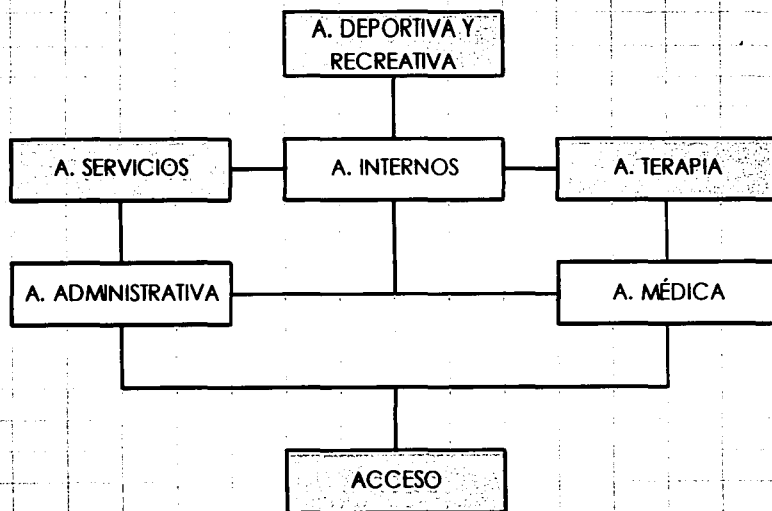 A. DEPORTIVA Y
RECREATIVA
A. SERVICIOS
A. INTERNOS
A. TERAPIA
A. ADMINISTRATIVA
A. MÉDICA
ACCESO